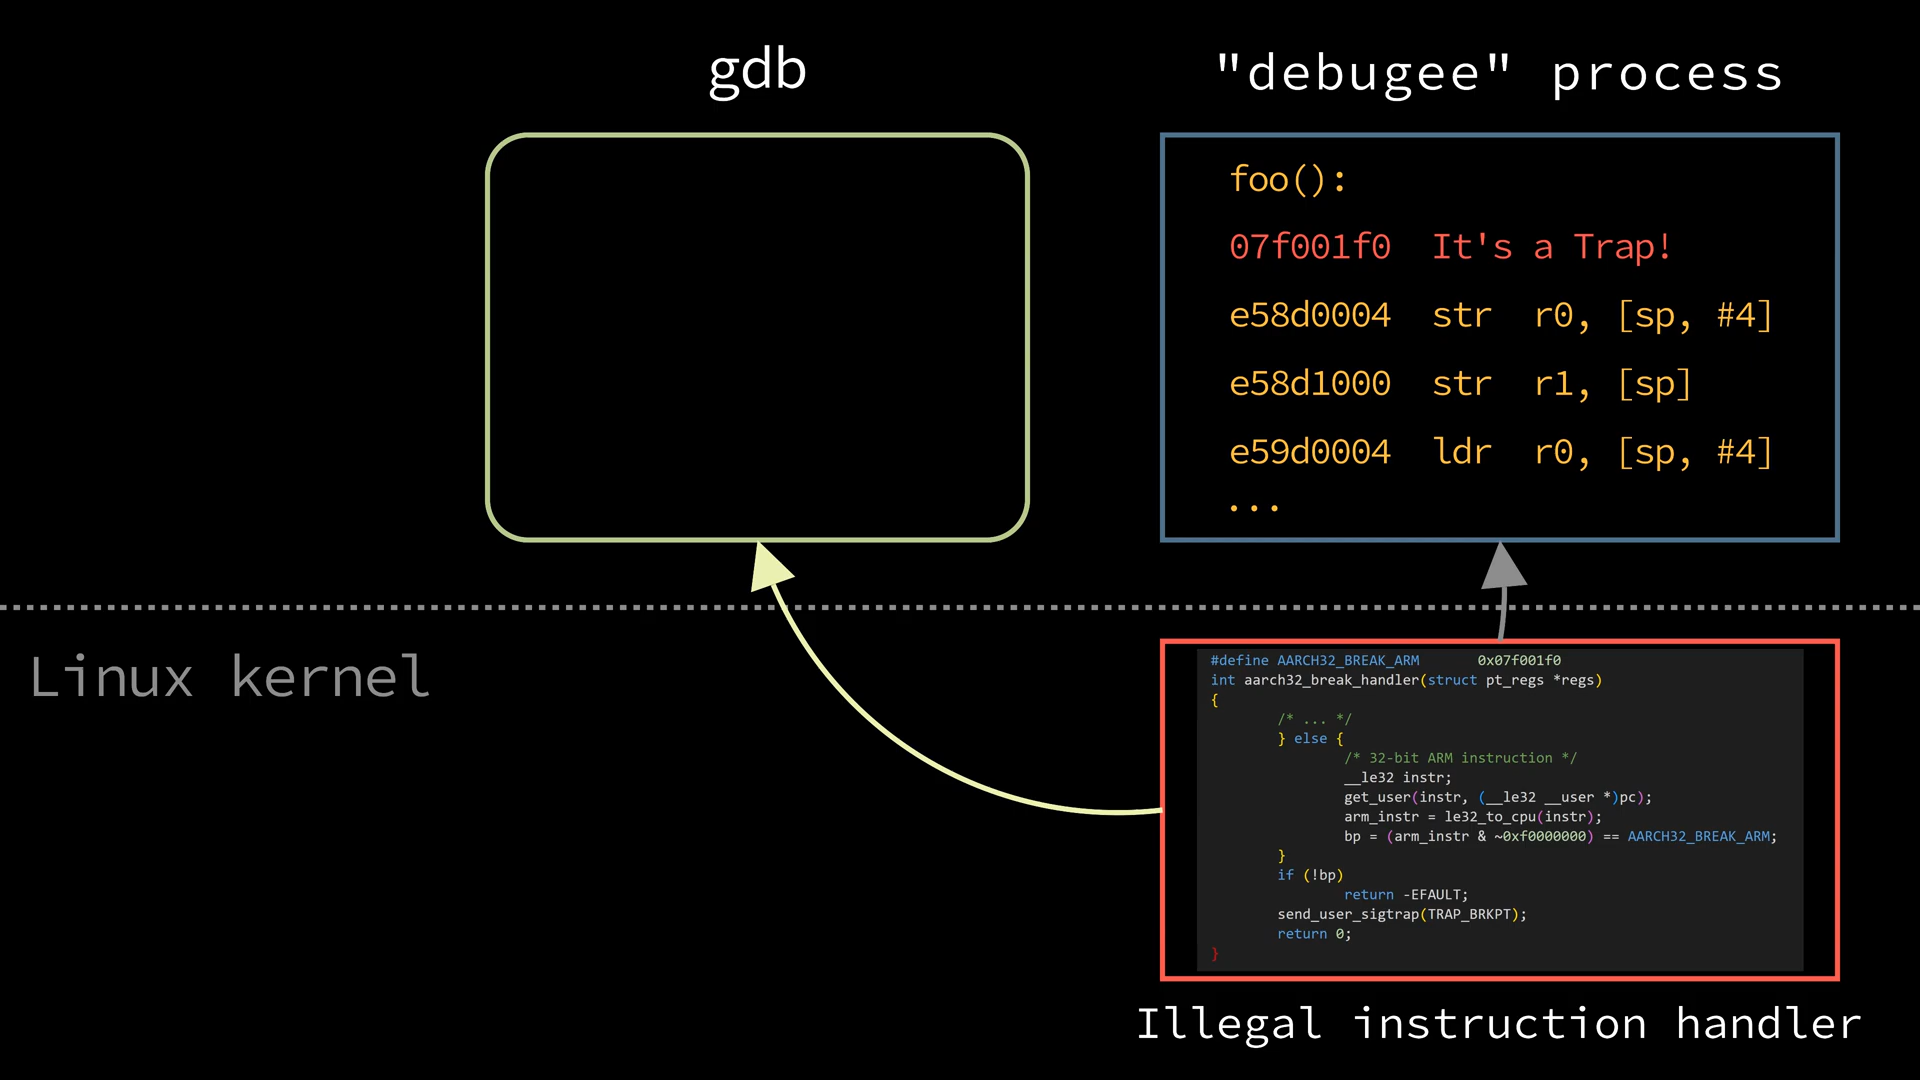 gdb
"debugee" process
foo():
07f001f0 It's a Trap!
e58d0004 str r0, [sp, #4]
e58d1000 str r1, [sp]
e59d0004 ldr r0, [sp, #4]
...
Linux kernel
#define AARCH32_BREAK_ARM 0x07f001f0
int aarch32_break_handler(struct pt_regs *regs)
{
/* ... */
} else {
/* 32-bit ARM instruction */
__le32 instr;
get_user(instr, (__le32 __user *)pc);
arm_instr = le32_to_cpu(instr);
bp = (arm_instr & ~0xf0000000) == AARCH32_BREAK_ARM;
}
if (!bp)
return -EFAULT;
send_user_sigtrap(TRAP_BRKPT);
return 0;
}
Illegal instruction handler